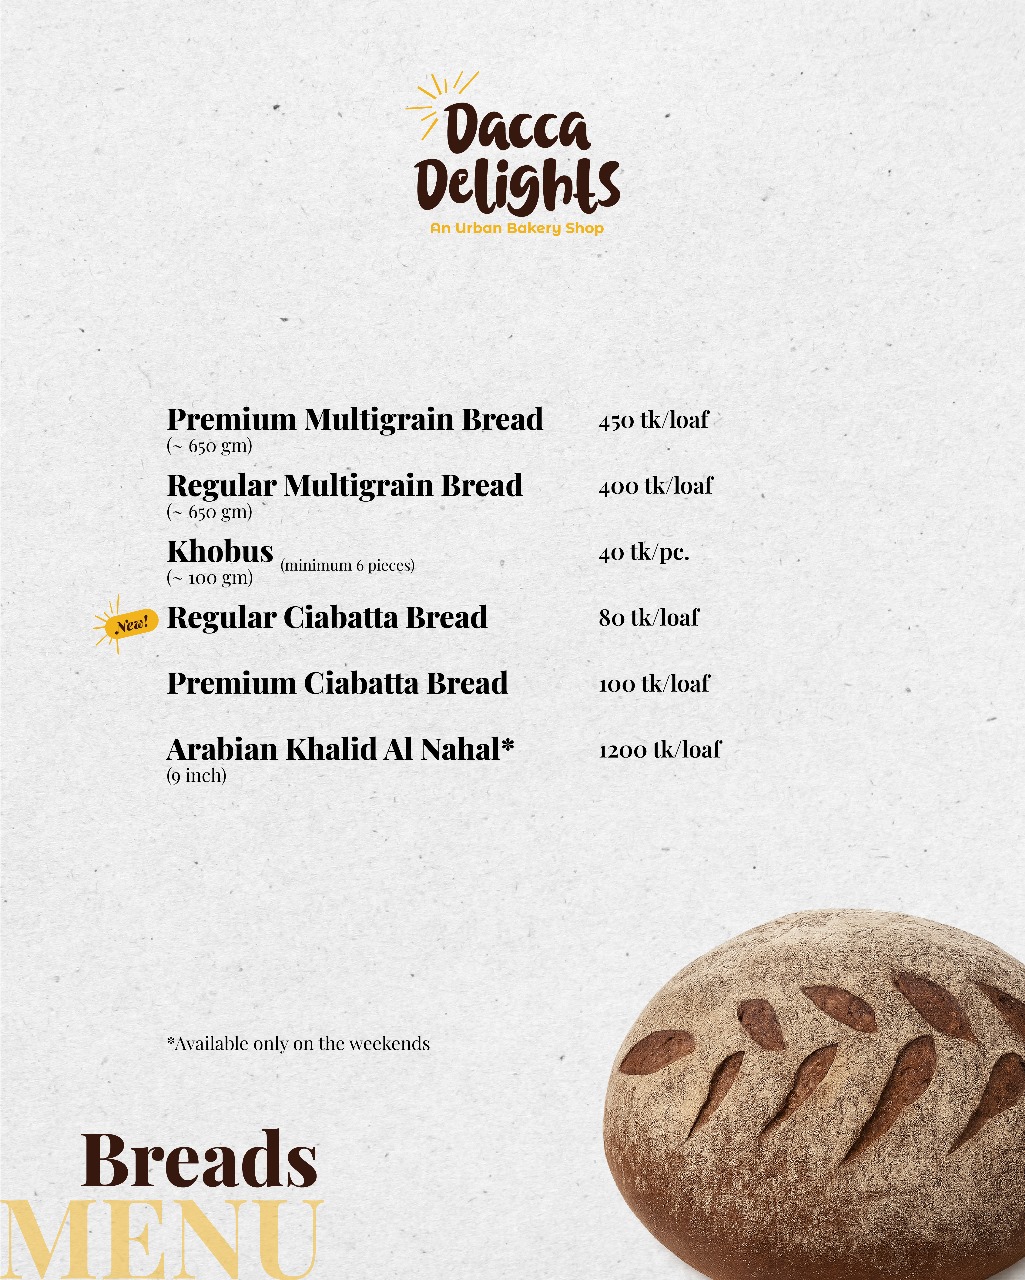 Dacca
Delights
An Urban Bakery Shop
Premium Multigrain Bread 450 tk/loaf
(~ 650 gm)
Regular Multigrain Bread 400 tk/loaf
(~ 650 gm)
Khobus (minimum 6 pieces) 40 tk/pc.
(~ 100 gm)
New! Regular Ciabatta Bread 80 tk/loaf
Premium Ciabatta Bread 100 tk/loaf
Arabian Khalid Al Nahal* 1200 tk/loaf
(9 inch)
*Available only on the weekends
Breads
MENU